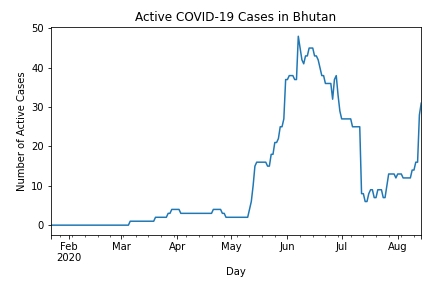 Active COVID-19 Cases in Bhutan
Number of Active Cases
50
40
30
20
10
0
Feb Mar Apr May Jun Jul Aug
2020
Day